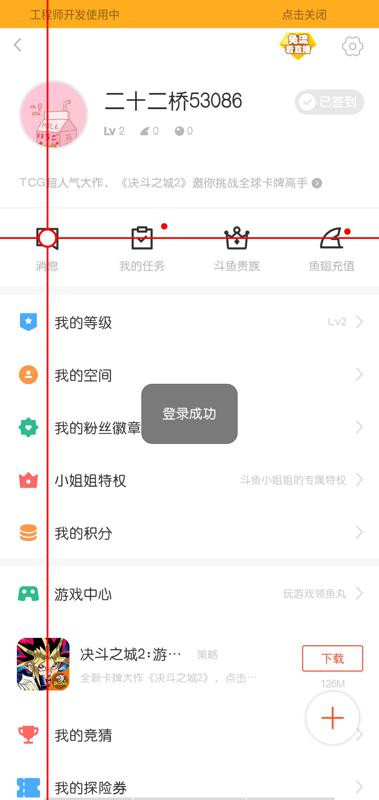 工程师开发使用中 点击关闭
免流
看直播
二十二桥53086
已签到
Lv 2 0 0
TCG超人气大作，《决斗之城2》邀你挑战全球卡牌高手
消息 我的任务 斗鱼贵族 鱼翅充值
我的等级 Lv2
我的空间
登录成功
我的粉丝徽章
小姐姐特权 斗鱼小姐姐的专属特权
我的积分
游戏中心 玩游戏领鱼丸
决斗之城2:游… 策略
下载
全新卡牌大作《决斗之城2》，点击…
126M
我的竞猜
我的探险券